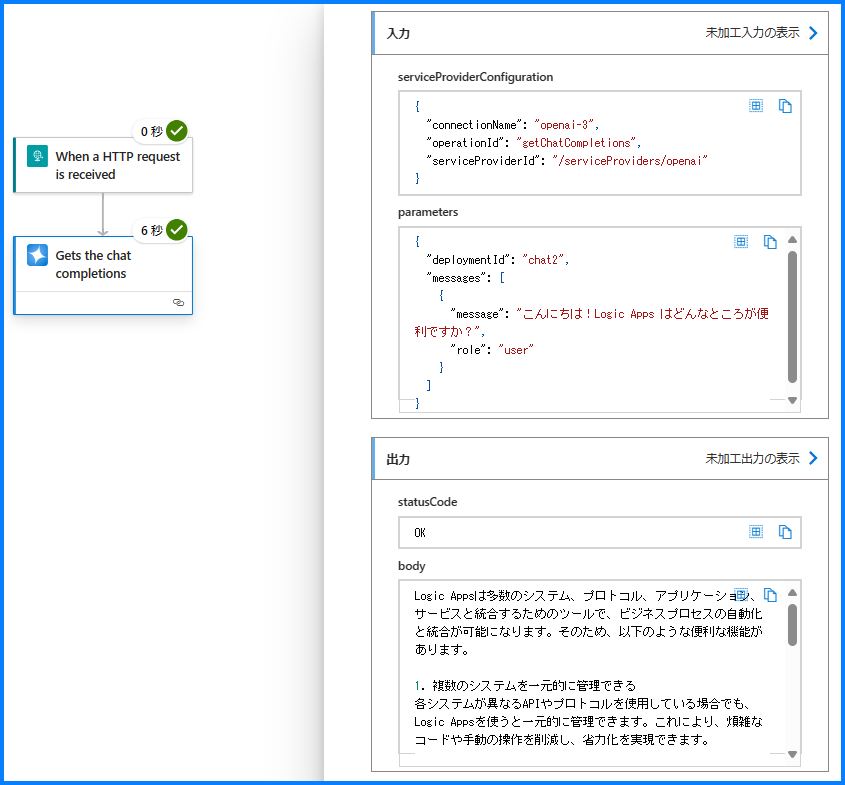 0 秒
When a HTTP request
is received
6 秒
Gets the chat
completions
入力
未加工入力の表示
serviceProviderConfiguration
{
"connectionName": "openai-3",
"operationId": "getChatCompletions",
"serviceProviderId": "/serviceProviders/openai"
}
parameters
{
"deploymentId": "chat2",
"messages": [
{
"message": "こんにちは！Logic Apps はどんなところが便
利ですか？",
"role": "user"
}
]
}
出力
未加工出力の表示
statusCode
OK
body
Logic Appsは多数のシステム、プロトコル、アプリケーション、
サービスと統合するためのツールで、ビジネスプロセスの自動化
と統合が可能になります。そのため、以下のような便利な機能が
あります。
1. 複数のシステムを一元的に管理できる
各システムが異なるAPIやプロトコルを使用している場合でも、
Logic Appsを使うと一元的に管理できます。これにより、煩雑な
コードや手動の操作を削減し、省力化を実現できます。